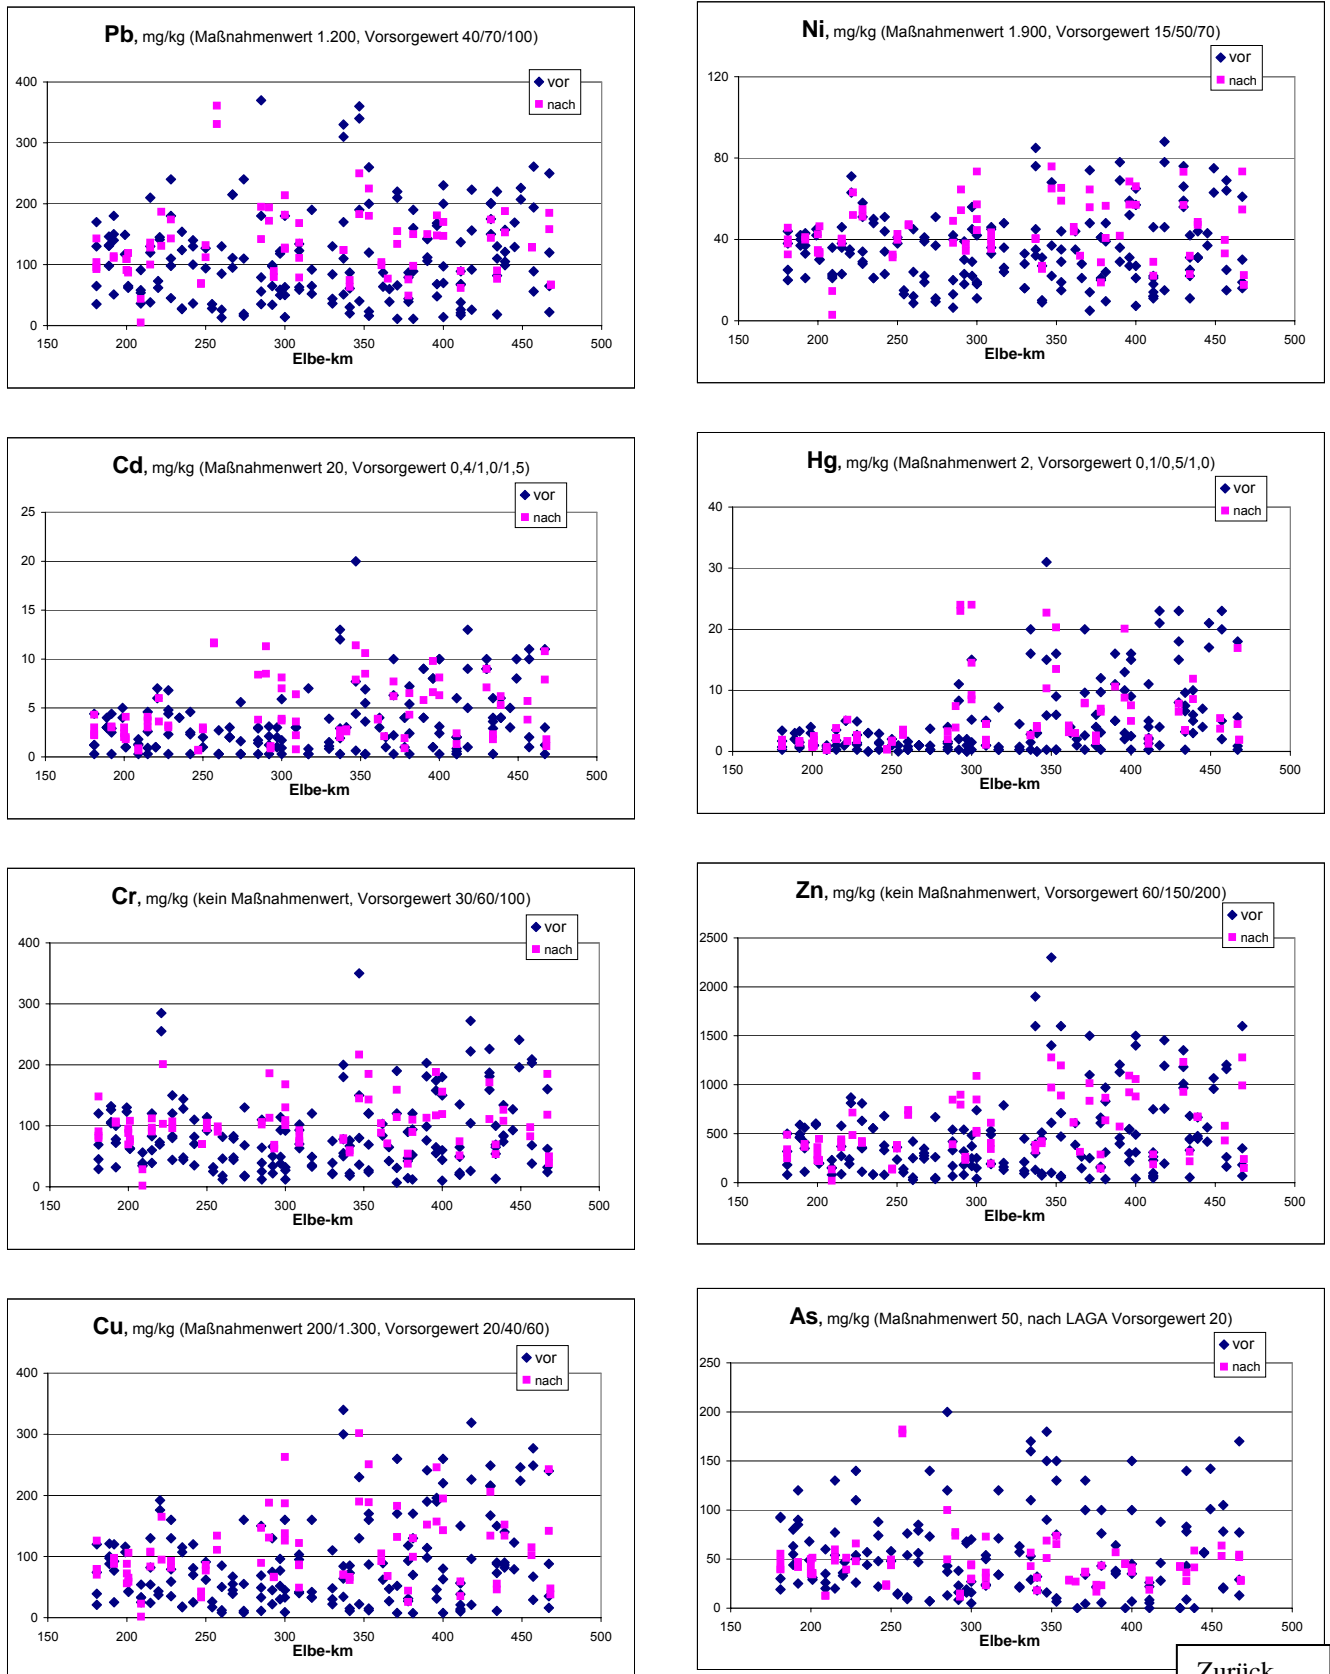 Pb, mg/kg (Maßnahmenwert 1.200, Vorsorgewert 40/70/100)
vor
nach
400
300
200
100
0
150 200 250 300 350 400 450 500
Elbe-km
Ni, mg/kg (Maßnahmenwert 1.900, Vorsorgewert 15/50/70)
vor
nach
120
80
40
0
150 200 250 300 350 400 450 500
Elbe-km
Cd, mg/kg (Maßnahmenwert 20, Vorsorgewert 0,4/1,0/1,5)
vor
nach
25
20
15
10
5
0
150 200 250 300 350 400 450 500
Elbe-km
Hg, mg/kg (Maßnahmenwert 2, Vorsorgewert 0,1/0,5/1,0)
vor
nach
40
30
20
10
0
150 200 250 300 350 400 450 500
Elbe-km
Cr, mg/kg (kein Maßnahmenwert, Vorsorgewert 30/60/100)
vor
nach
400
300
200
100
0
150 200 250 300 350 400 450 500
Elbe-km
Zn, mg/kg (kein Maßnahmenwert, Vorsorgewert 60/150/200)
vor
nach
2500
2000
1500
1000
500
0
150 200 250 300 350 400 450 500
Elbe-km
Cu, mg/kg (Maßnahmenwert 200/1.300, Vorsorgewert 20/40/60)
vor
nach
400
300
200
100
0
150 200 250 300 350 400 450 500
Elbe-km
As, mg/kg (Maßnahmenwert 50, nach LAGA Vorsorgewert 20)
vor
nach
250
200
150
100
50
0
150 200 250 300 350 400 450 500
Elbe-km
Zurück